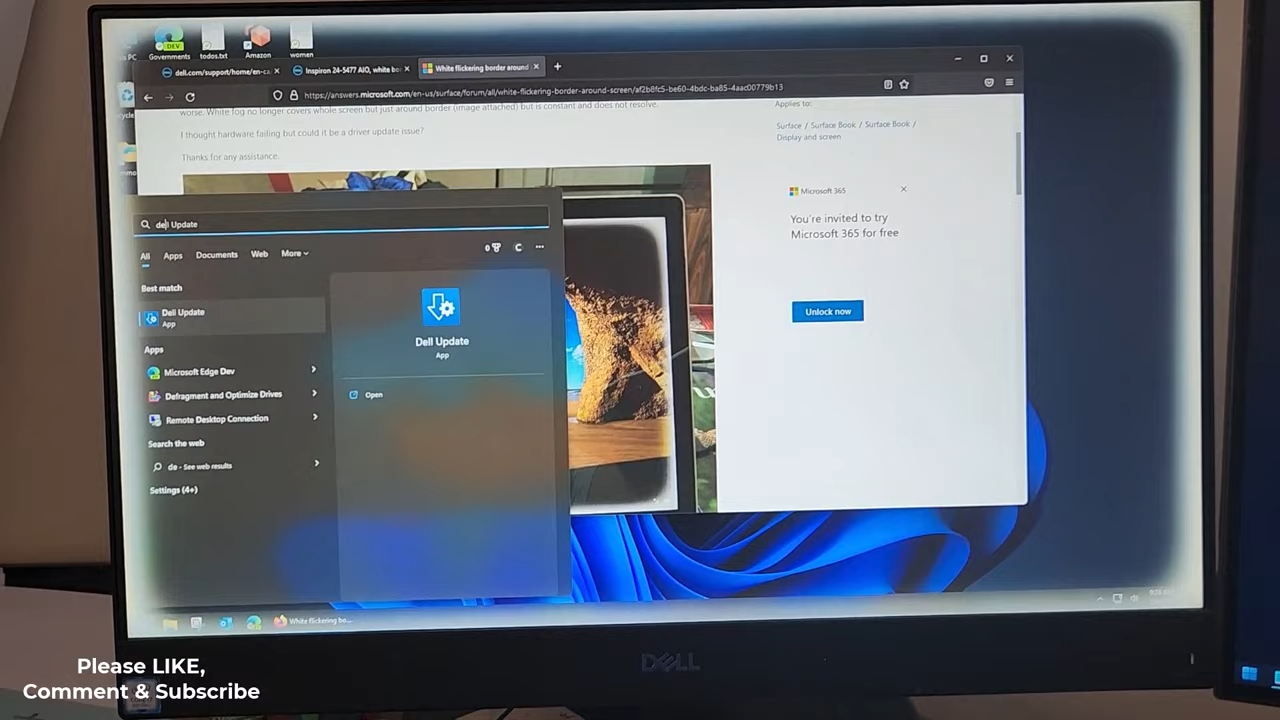 PC
DEV
Governments
todos.txt
Amazon
women
dell.com/support/home/en-ca
Inspiron 24-5477 AIO, white bo
White flickering border around
https://answers.microsoft.com/en-us/surface/forum/all/white-flickering-border-around-screen/af2b8fc5-be60-4bdc-ba85-4aac00779b13
worse. White fog no longer covers whole screen but just around border (image attached) but is constant and does not resolve.
I thought hardware failing but could it be a driver update issue?
Thanks for any assistance.
Applies to:
Surface / Surface Book / Surface Book /
Display and screen
Microsoft 365
You're invited to try
Microsoft 365 for free
Unlock now
dell Update
All Apps Documents Web More
0 C
Best match
Dell Update
App
Apps
Microsoft Edge Dev
Defragment and Optimize Drives
Remote Desktop Connection
Search the web
de - See web results
Settings (4+)
Dell Update
App
Open
White flickering bo...
DELL
Please LIKE,
Comment & Subscribe